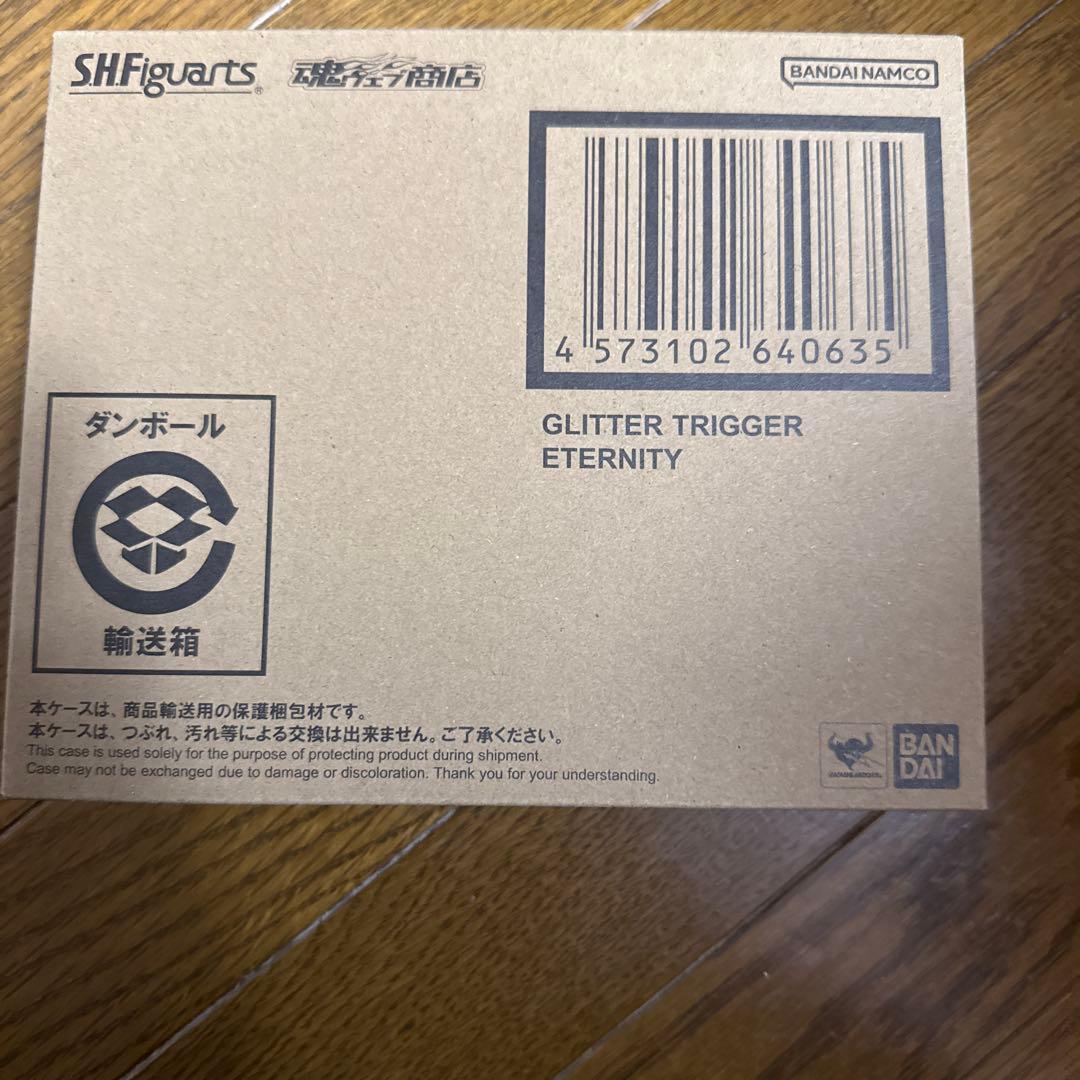 S.H.Figuarts® 魂ウェブ商店
BANDAI NAMCO
4 573102 640635
GLITTER TRIGGER
ETERNITY
ダンボール
輸送箱
本ケースは、商品輸送用の保護梱包材です。
本ケースは、つぶれ、汚れ等による交換は出来ません。ご了承ください。
This case is used solely for the purpose of protecting product during shipment.
Case may not be exchanged due to damage or discoloration. Thank you for your understanding.
BAN
DAI